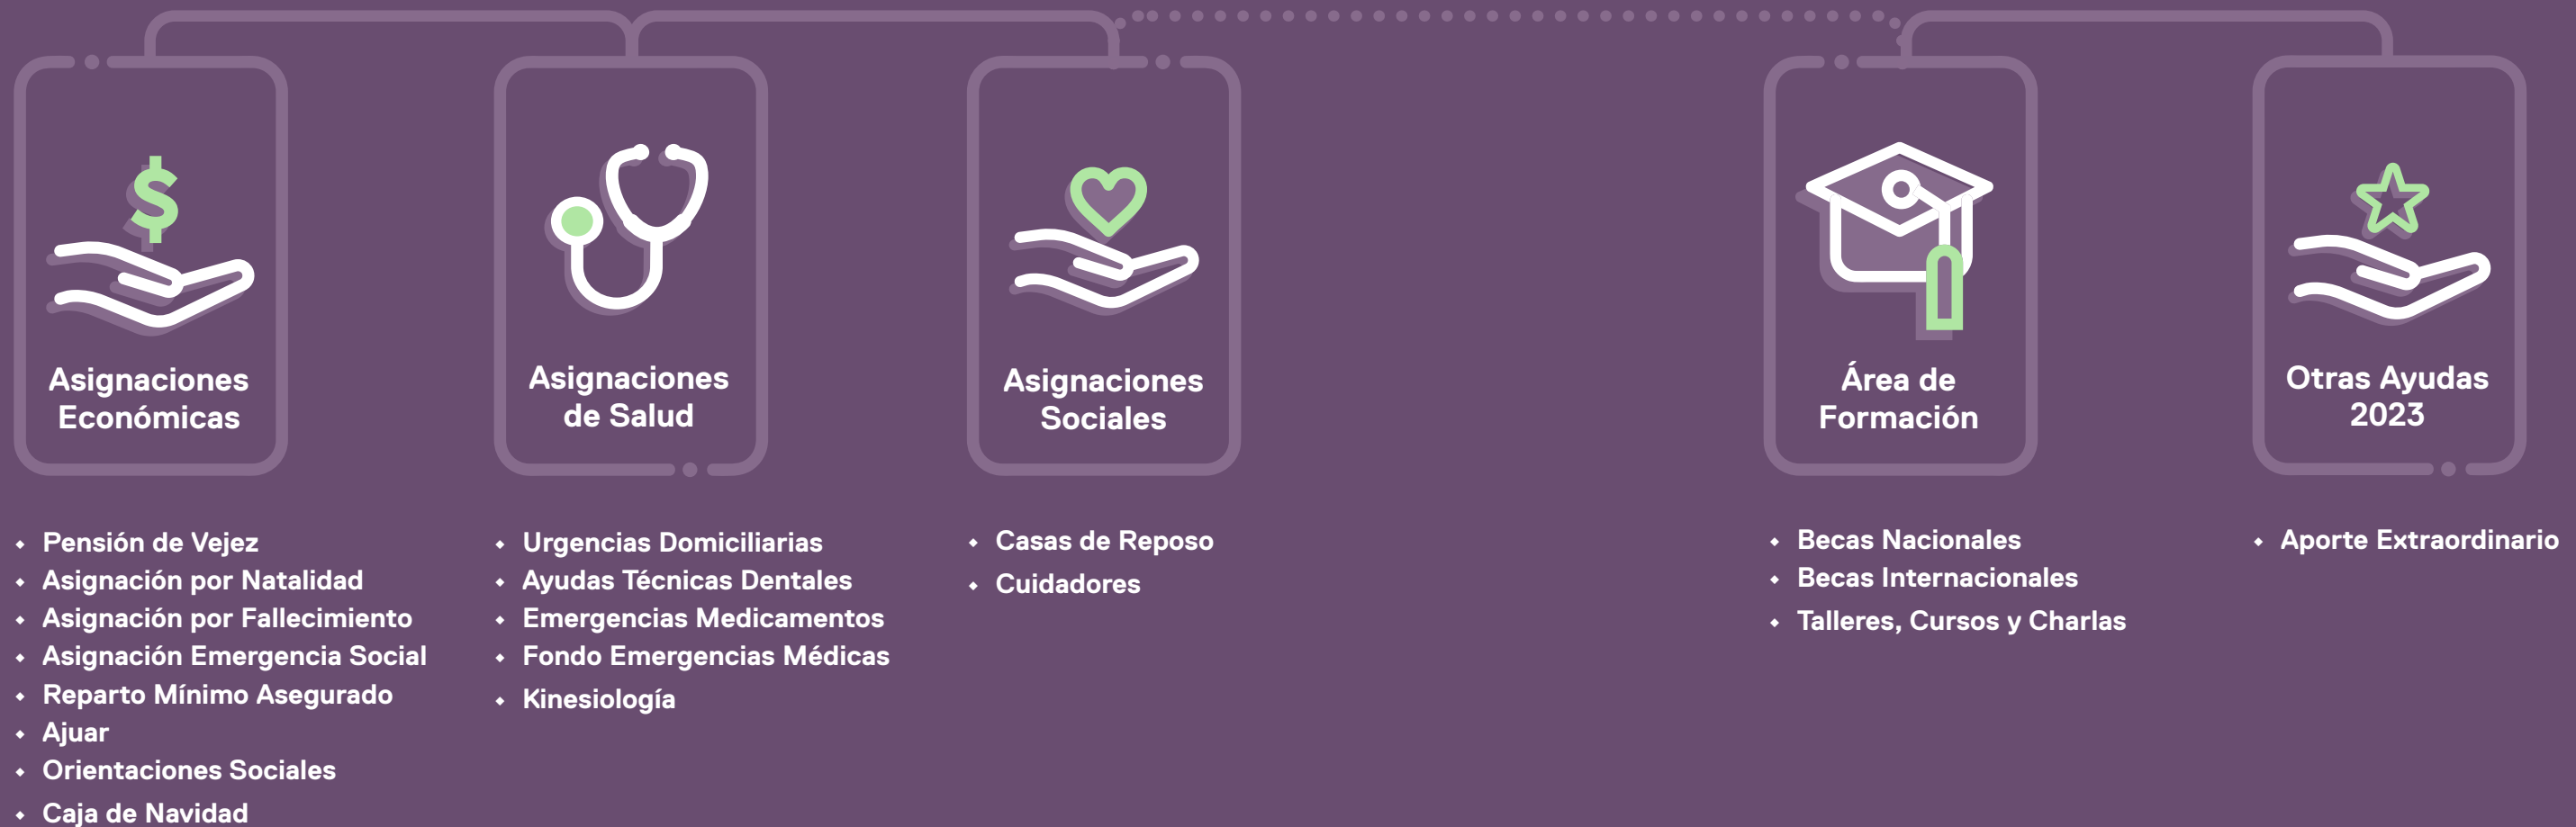 Asignaciones
Económicas
Pensión de Vejez
Asignación por Natalidad
Asignación por Fallecimiento
Asignación Emergencia Social
Reparto Mínimo Asegurado
Ajuar
Orientaciones Sociales
Caja de Navidad
Asignaciones
de Salud
Urgencias Domiciliarias
Ayudas Técnicas Dentales
Emergencias Medicamentos
Fondo Emergencias Médicas
Kinesiología
Asignaciones
Sociales
Casas de Reposo
Cuidadores
Área de
Formación
Becas Nacionales
Becas Internacionales
Talleres, Cursos y Charlas
Otras Ayudas
2023
Aporte Extraordinario